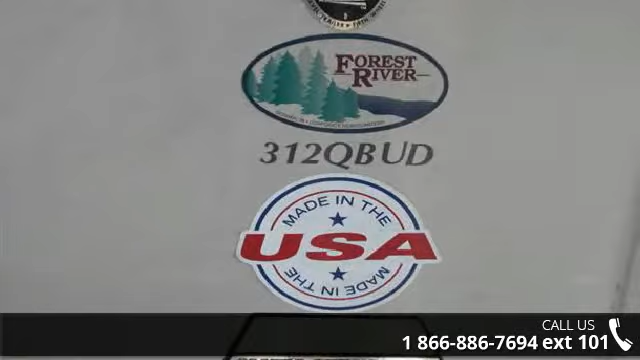 FOREST
RIVER
312QBUD
MADE IN THE
USA
MADE IN THE
CALL US
1 866-886-7694 ext 101